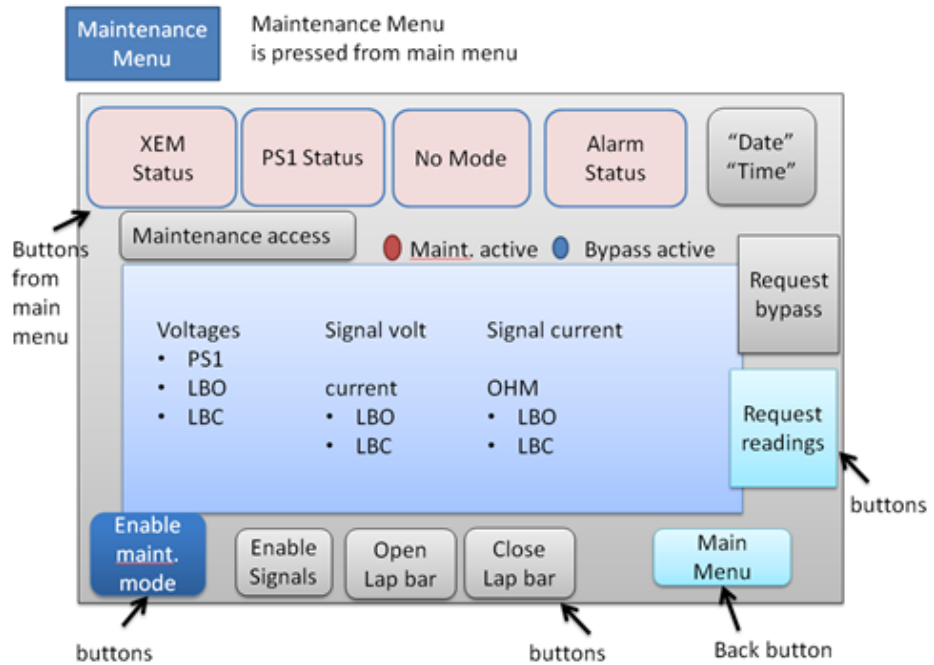 Maintenance
Menu
Maintenance Menu
is pressed from main menu
XEM
Status
PS1 Status
No Mode
Alarm
Status
“Date”
“Time”
Buttons
from
main
menu
Maintenance access
Maint. active
Bypass active
Request
bypass
Voltages
• PS1
• LBO
• LBC
Signal volt
current
• LBO
• LBC
Signal current
OHM
• LBO
• LBC
Request
readings
buttons
Enable
maint.
mode
Enable
Signals
Open
Lap bar
Close
Lap bar
Main
Menu
buttons
buttons
Back button